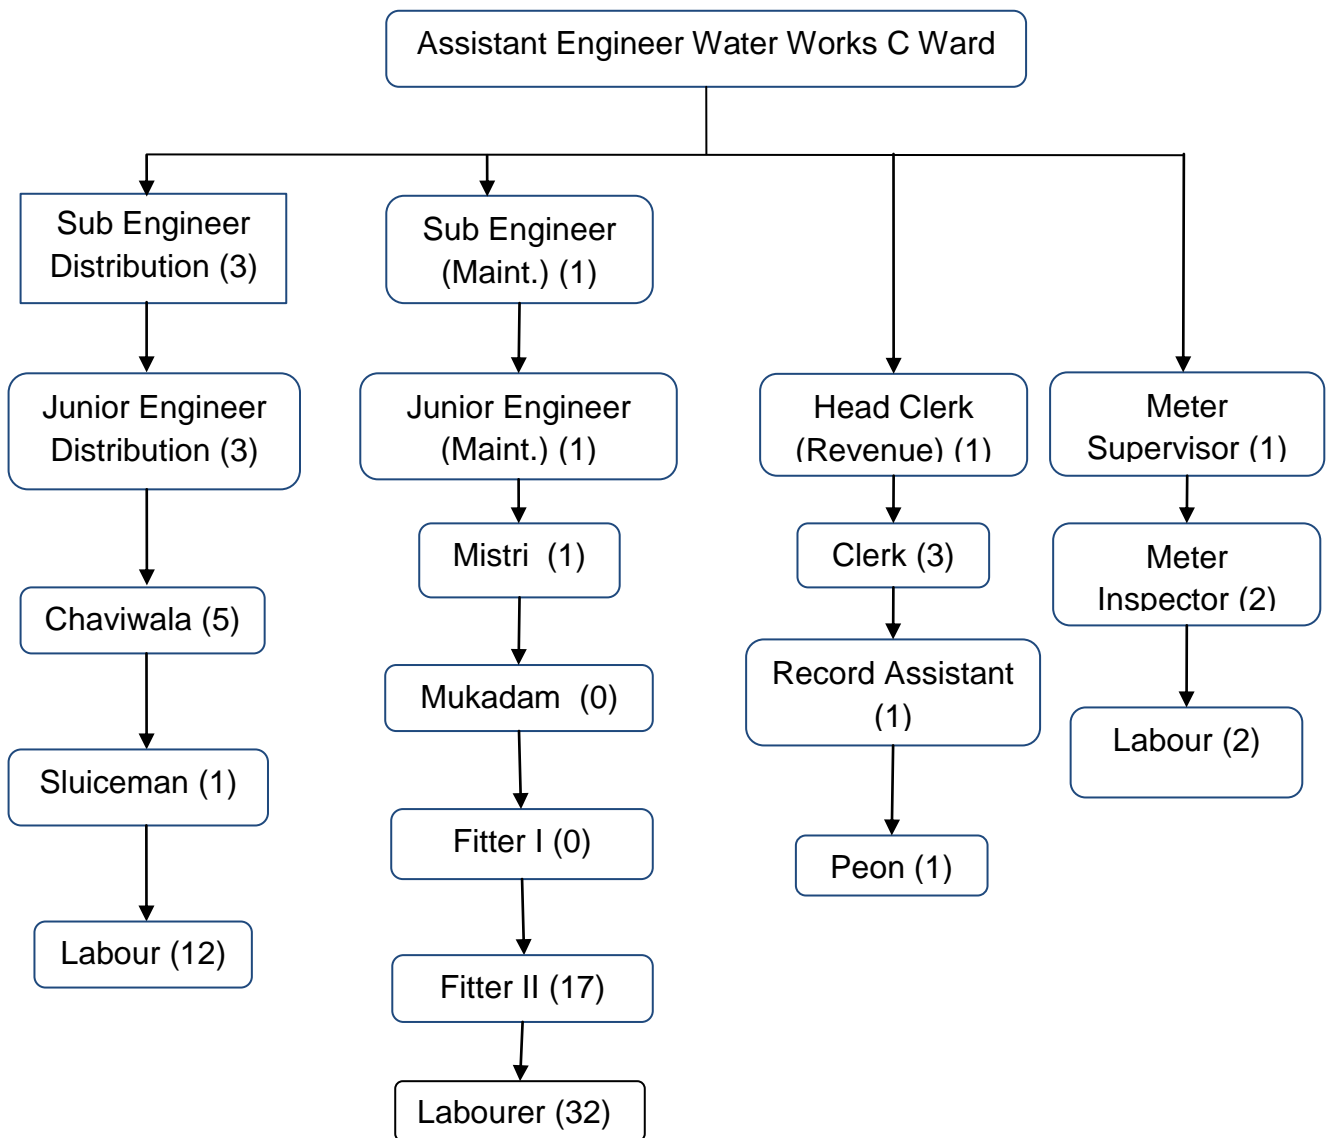 Assistant Engineer Water Works C Ward
Sub Engineer
Distribution (3)
Sub Engineer
(Maint.) (1)
Junior Engineer
Distribution (3)
Junior Engineer
(Maint.) (1)
Head Clerk
(Revenue) (1)
Meter
Supervisor (1)
Mistri (1)
Clerk (3)
Meter
Inspector (2)
Chaviwala (5)
Mukadam (0)
Record Assistant
(1)
Labour (2)
Sluiceman (1)
Fitter I (0)
Peon (1)
Labour (12)
Fitter II (17)
Labourer (32)